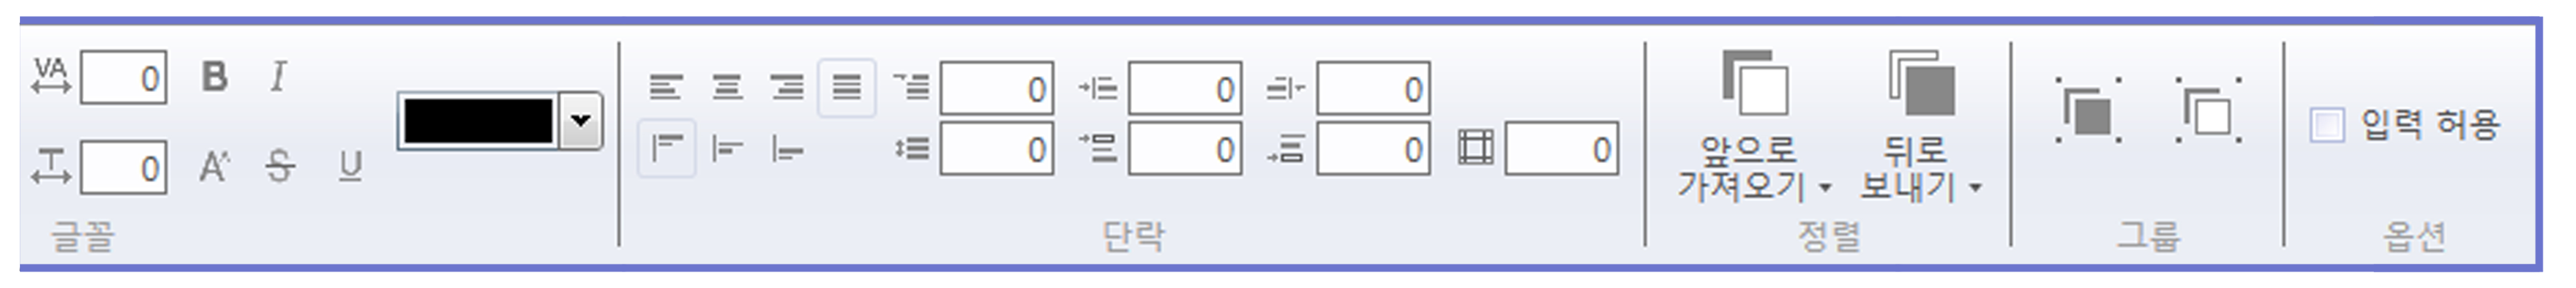 VA 0 B I
T 0 A S U
글꼴
0 0 0
0 0 0 0
단락
앞으로
가져오기
뒤로
보내기
정렬
그룹
입력 허용
옵션